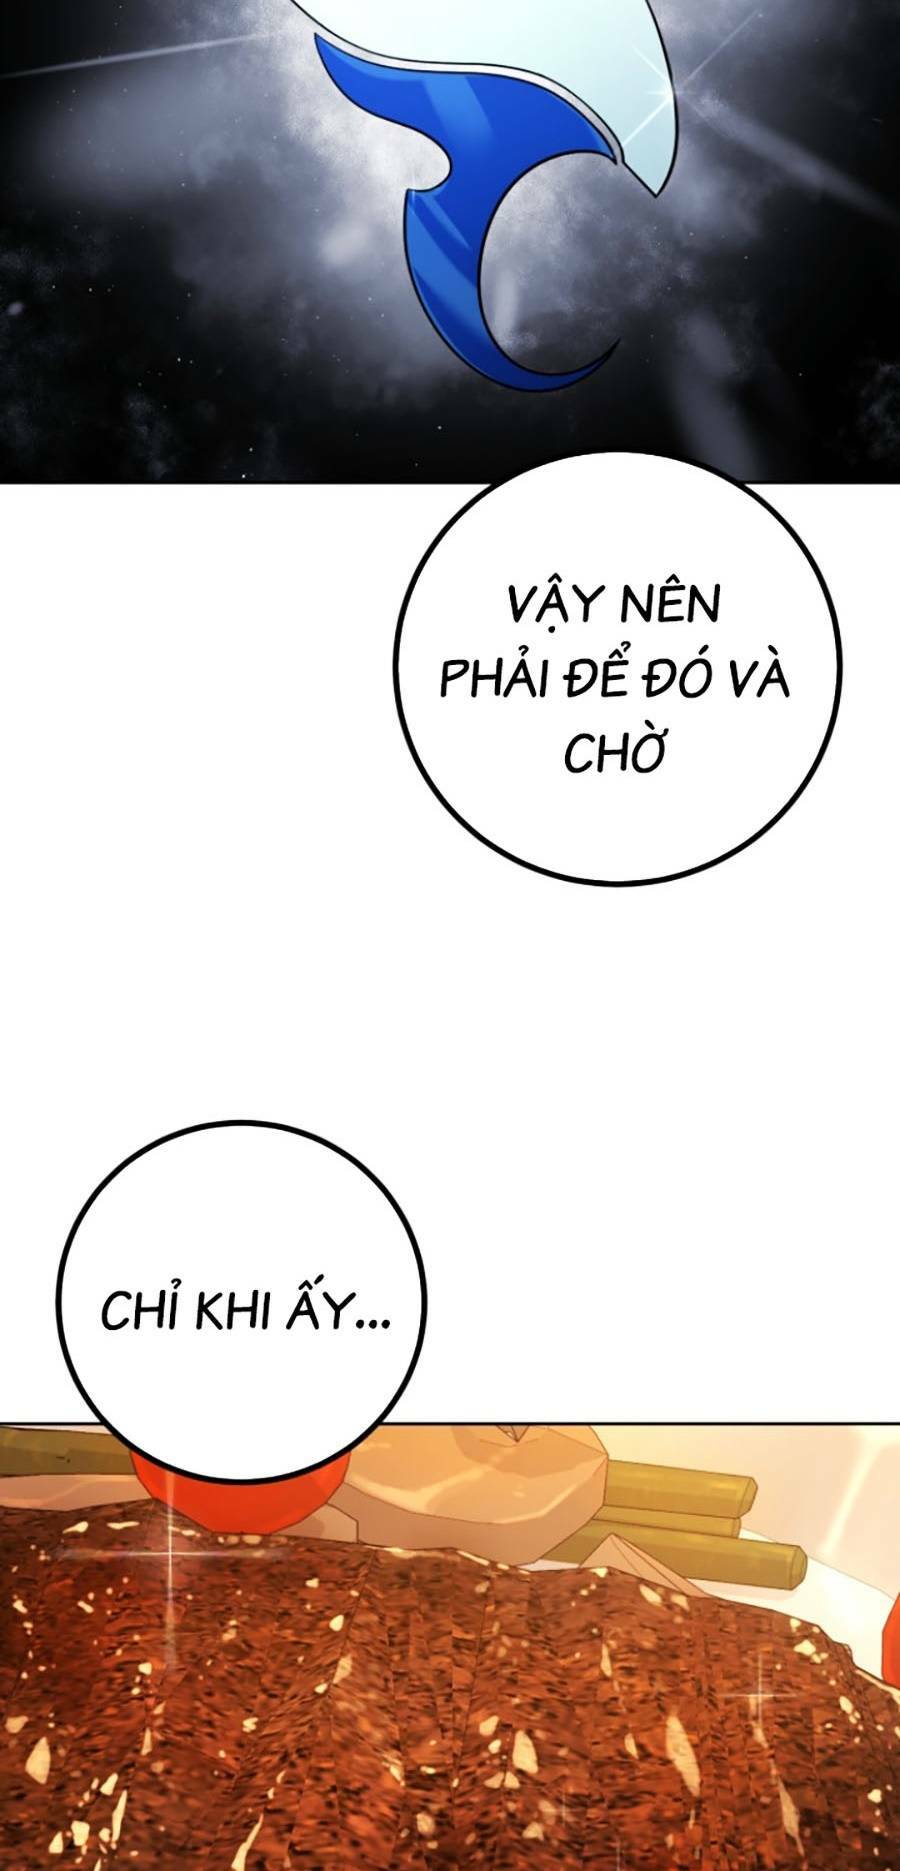 VẬY NÊN
PHẢI ĐỂ ĐÓ VÀ
CHỜ
CHỈ KHI ẤY...